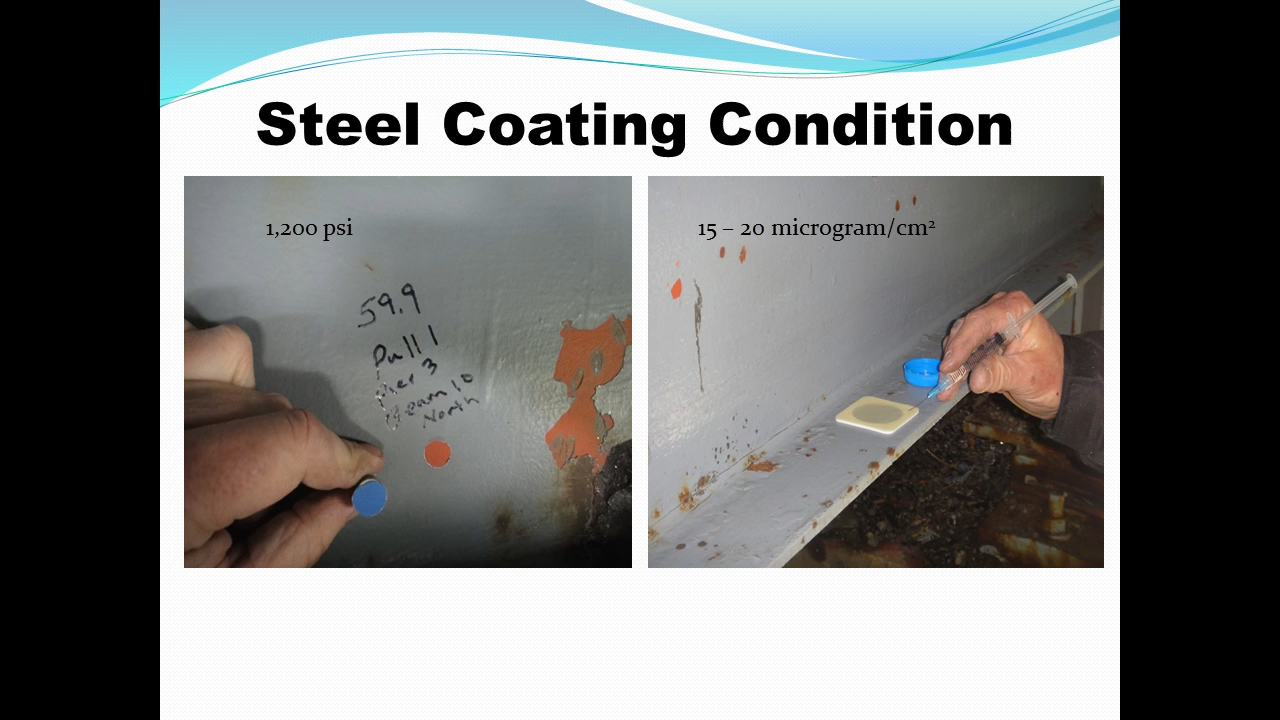 Steel Coating Condition
1,200 psi
59.9
Pull 1
Pier 3
Beam 10
North
15 – 20 microgram/cm²